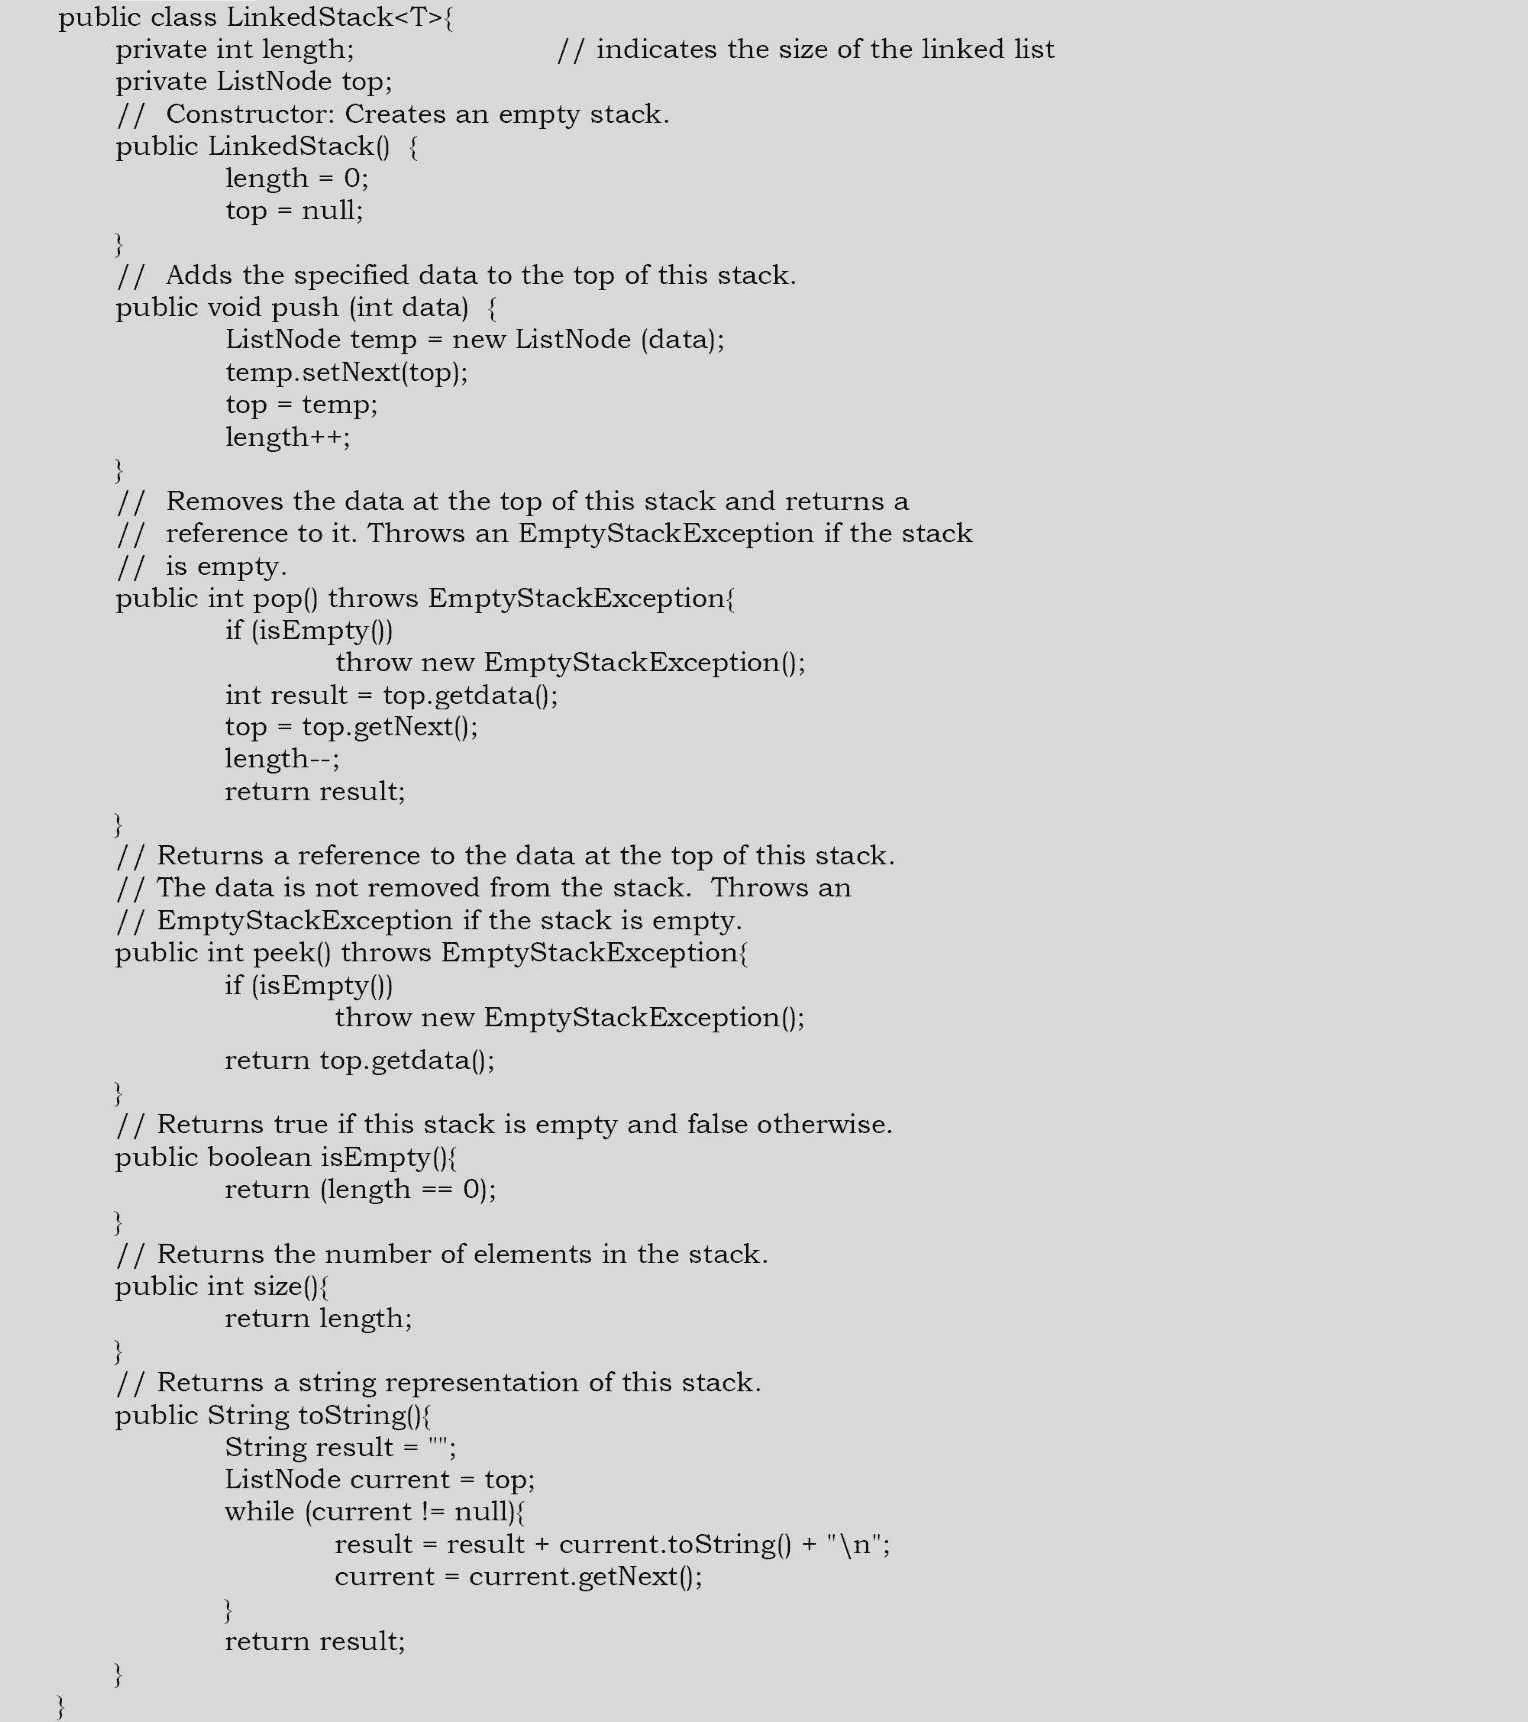 public class LinkedStack<T>{
private int length; // indicates the size of the linked list
private ListNode top;
// Constructor: Creates an empty stack.
public LinkedStack() {
length = 0;
top = null;
}
// Adds the specified data to the top of this stack.
public void push (int data) {
ListNode temp = new ListNode (data);
temp.setNext(top);
top = temp;
length++;
}
// Removes the data at the top of this stack and returns a
// reference to it. Throws an EmptyStackException if the stack
// is empty.
public int pop() throws EmptyStackException{
if (isEmpty())
throw new EmptyStackException();
int result = top.getdata();
top = top.getNext();
length--;
return result;
}
// Returns a reference to the data at the top of this stack.
// The data is not removed from the stack. Throws an
// EmptyStackException if the stack is empty.
public int peek() throws EmptyStackException{
if (isEmpty())
throw new EmptyStackException();
return top.getdata();
}
// Returns true if this stack is empty and false otherwise.
public boolean isEmpty(){
return (length == 0);
}
// Returns the number of elements in the stack.
public int size(){
return length;
}
// Returns a string representation of this stack.
public String toString(){
String result = "";
ListNode current = top;
while (current != null){
result = result + current.toString() + "\n";
current = current.getNext();
}
return result;
}
}